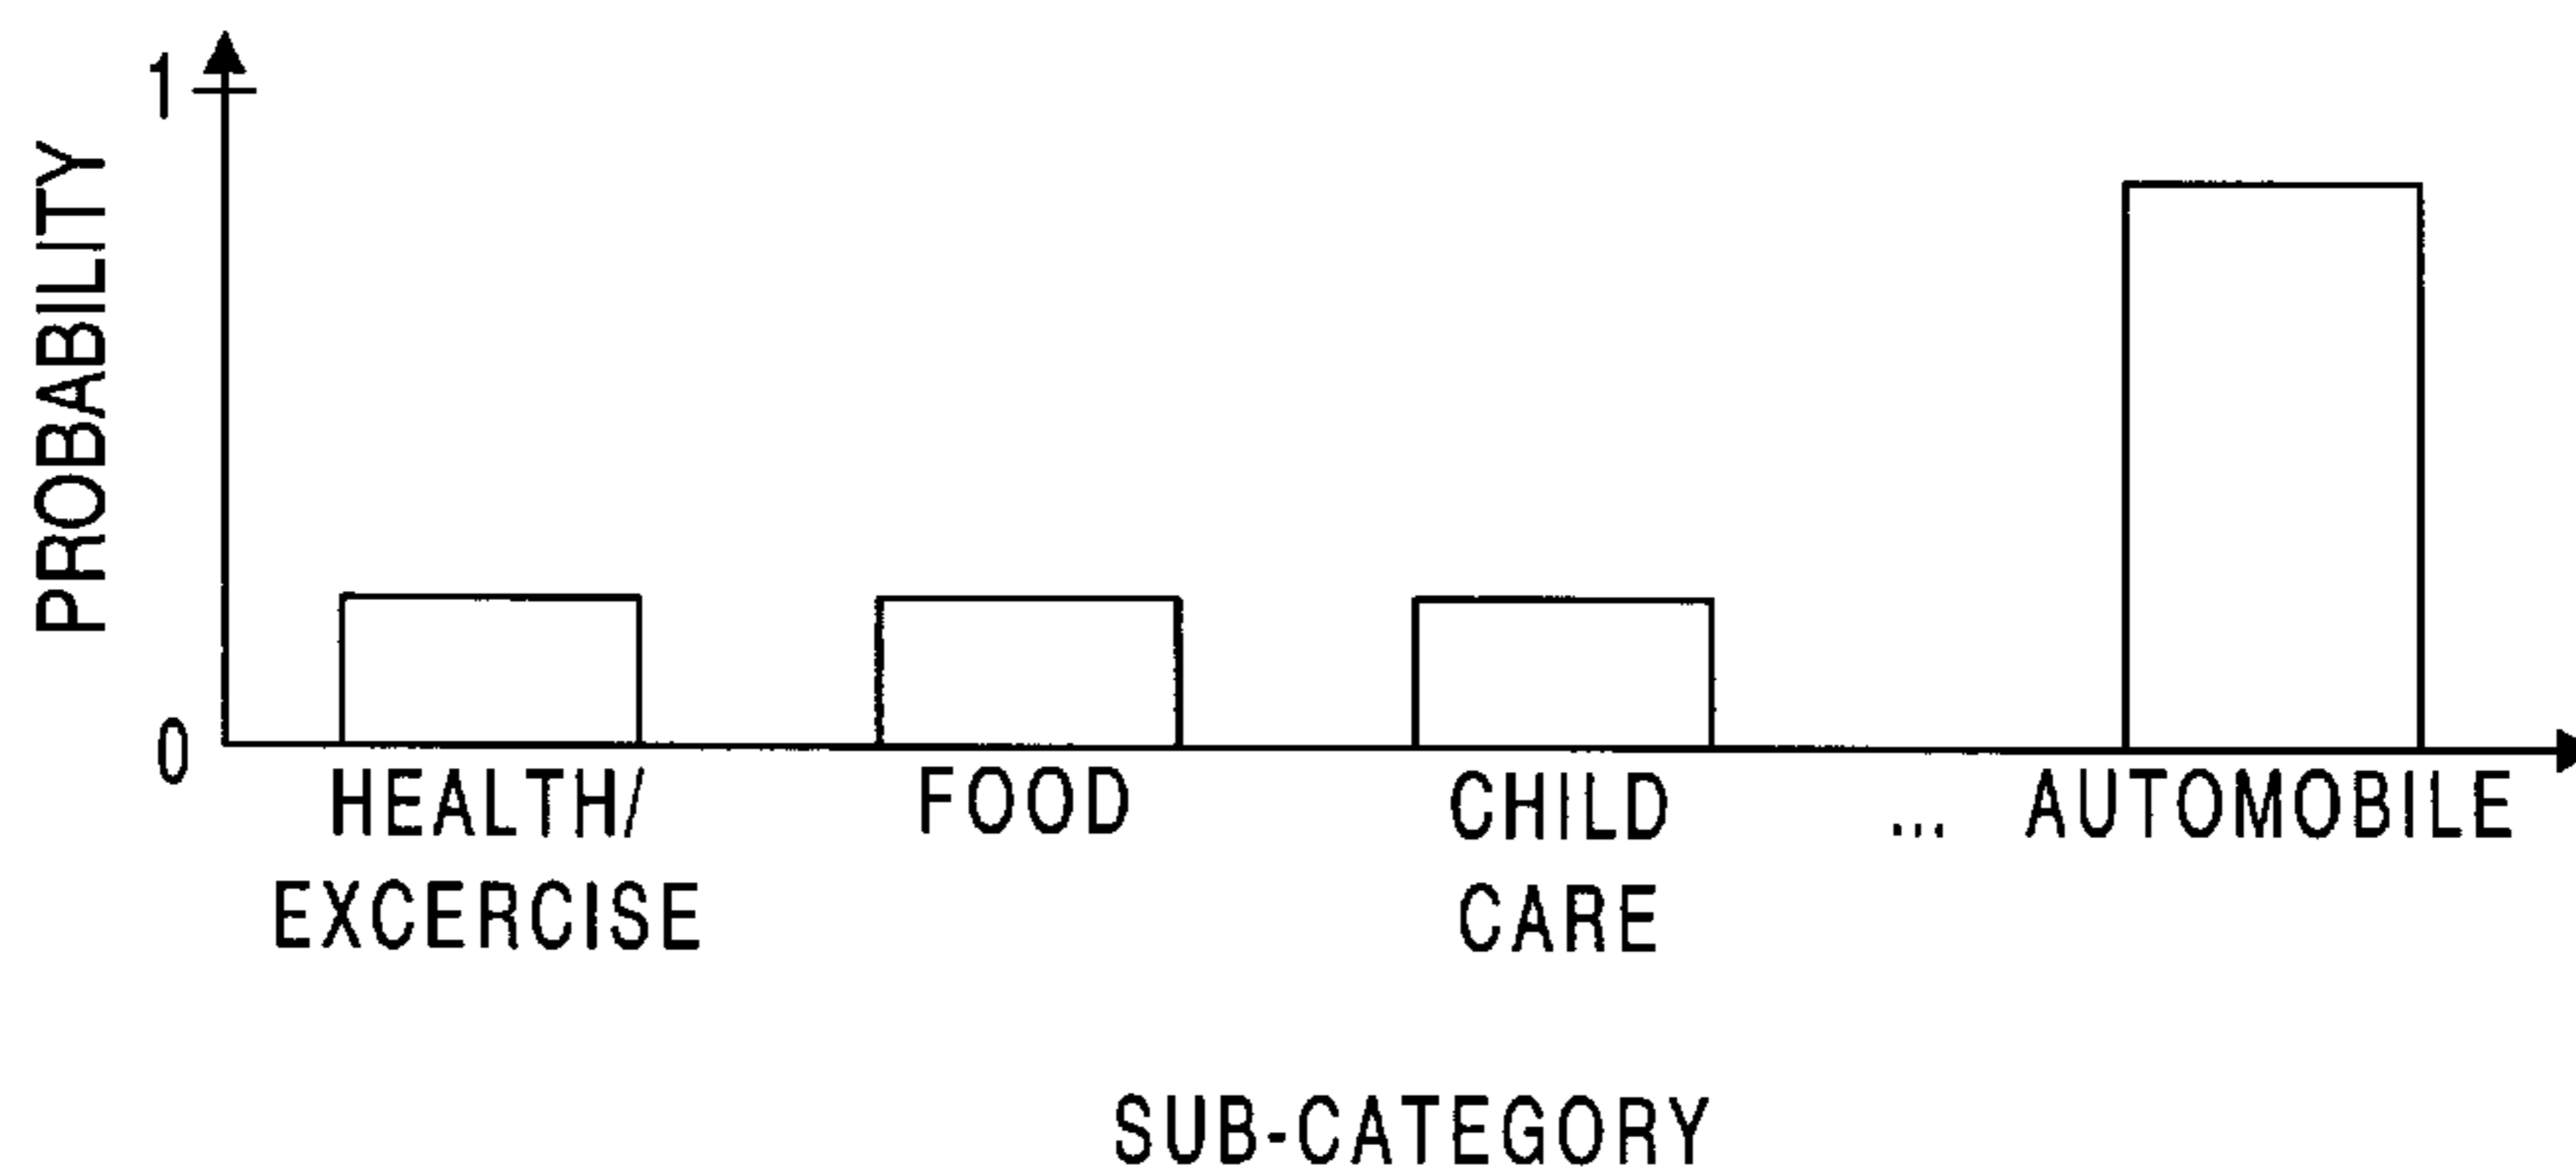 1
PROBABILITY
0
HEALTH/
EXCERCISE
FOOD
CHILD
CARE
...
AUTOMOBILE
SUB-CATEGORY